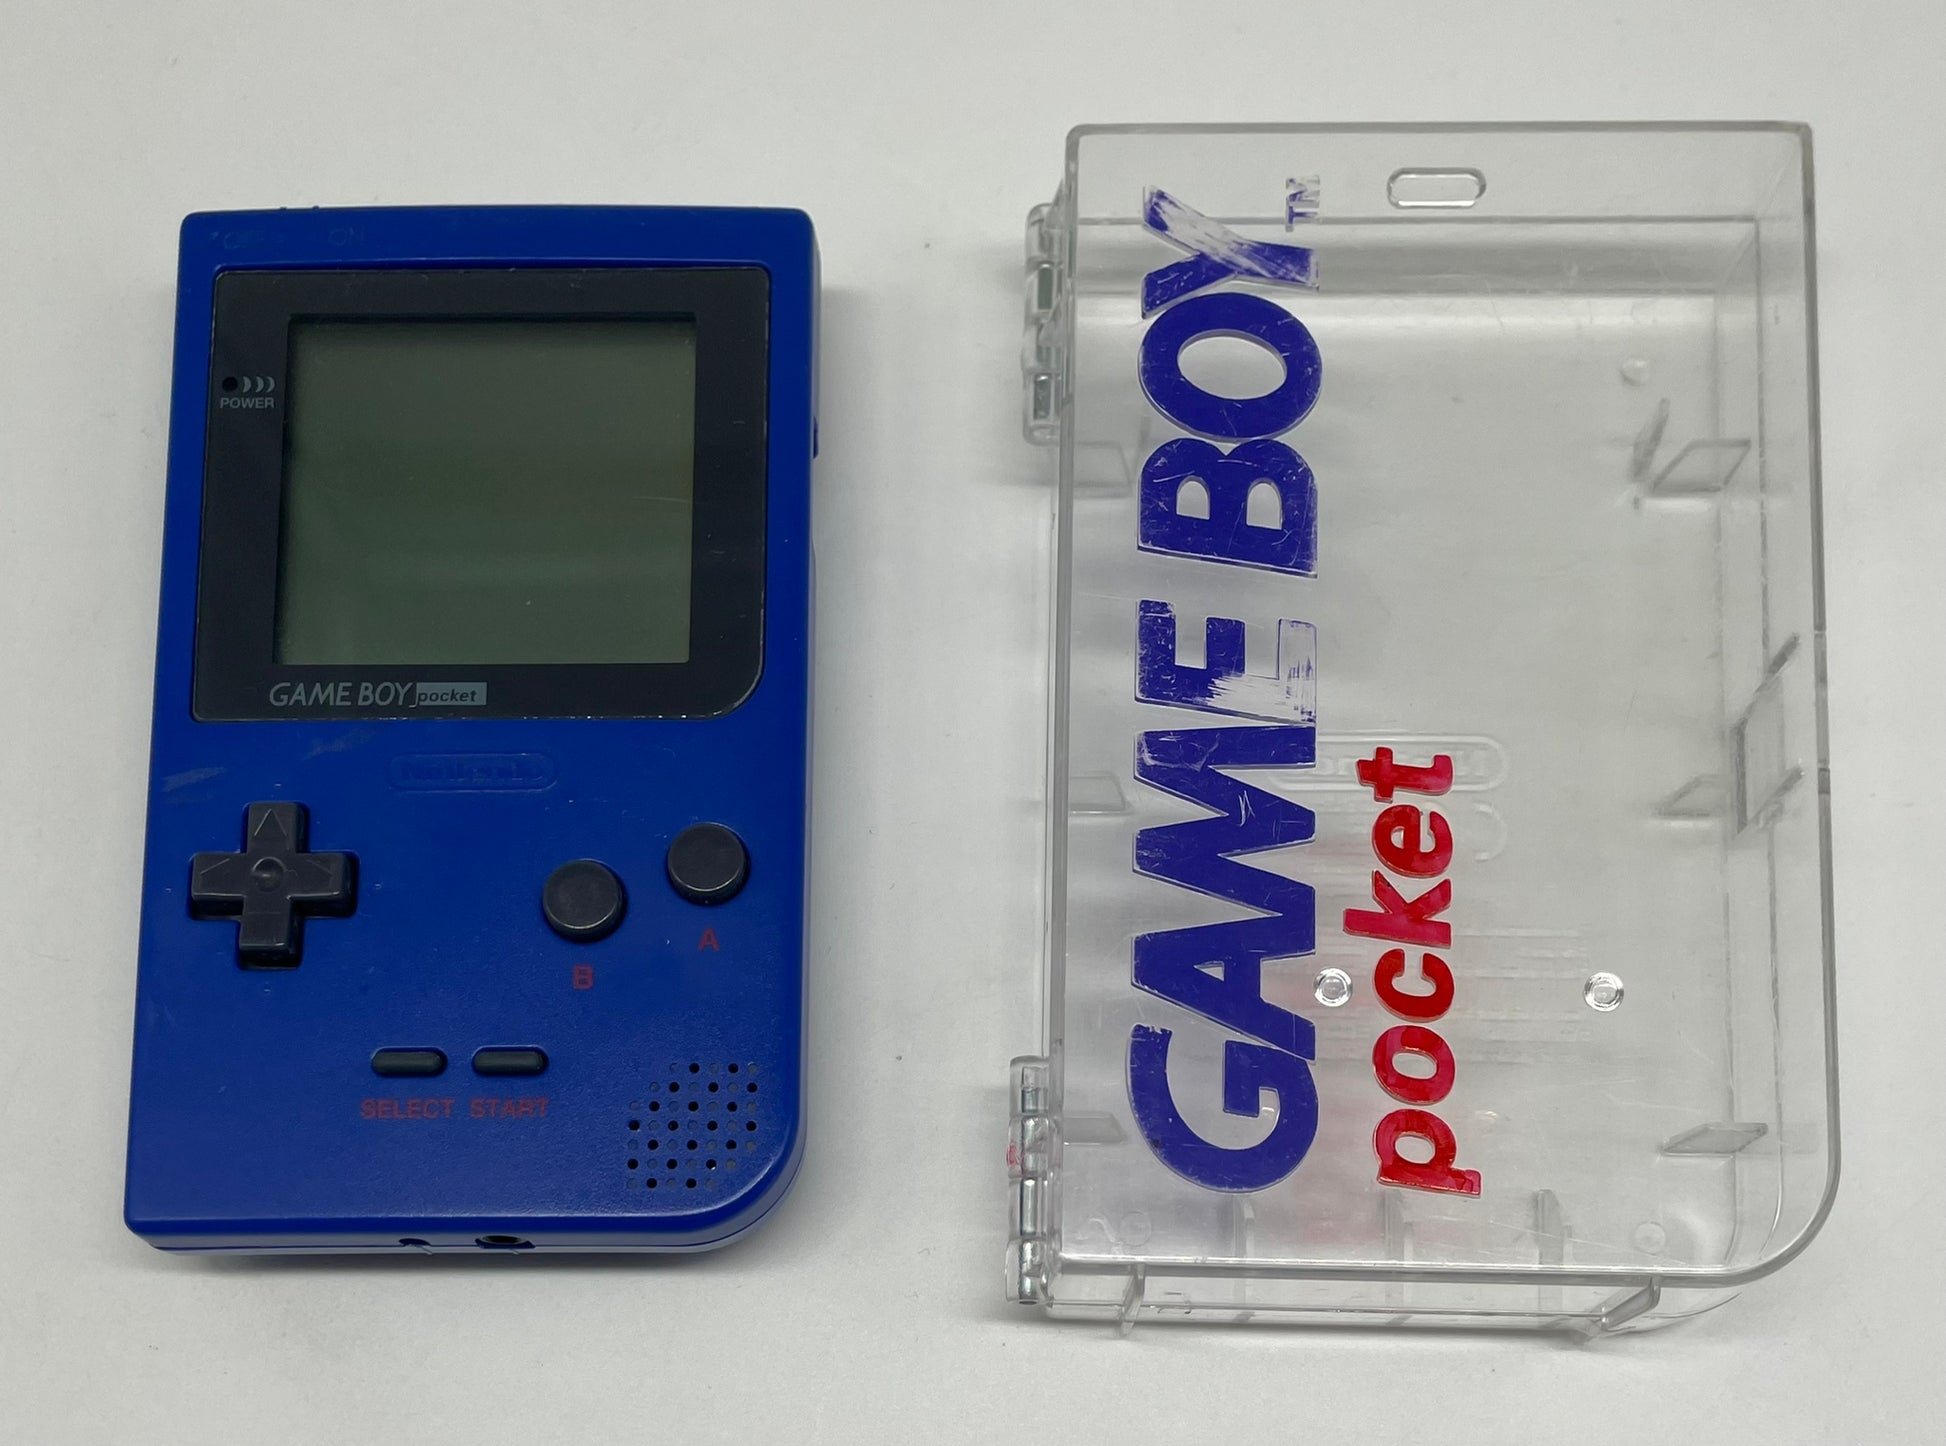 OFF ON
POWER
GAME BOY pocket
Nintendo
A
B
SELECT START
GAME BOY™
pocket